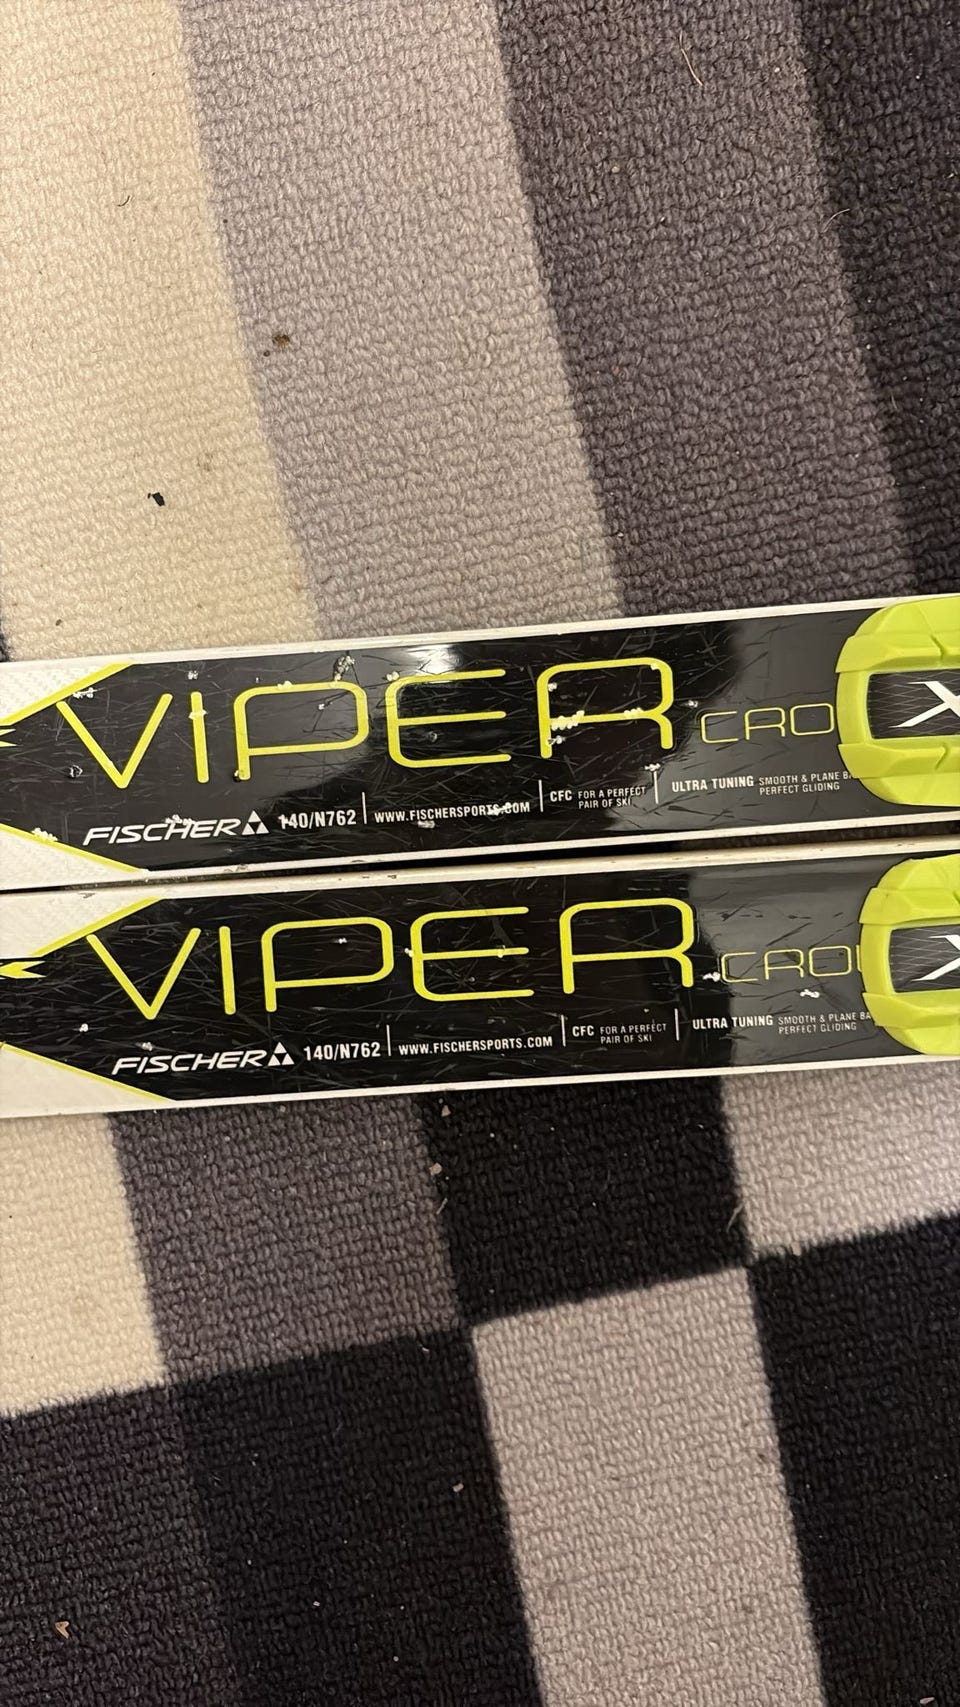 VIPER CRO
FISCHER 140/N762 WWW.FISCHERSPORTS.COM CFC FOR A PERFECT PAIR OF SKI ULTRA TUNING SMOOTH & PLANE
PERFECT GLIDING
X
VIPER CRO
FISCHER 140/N762 WWW.FISCHERSPORTS.COM CFC FOR A PERFECT PAIR OF SKI ULTRA TUNING SMOOTH & PLANE BA
PERFECT GLIDING
X